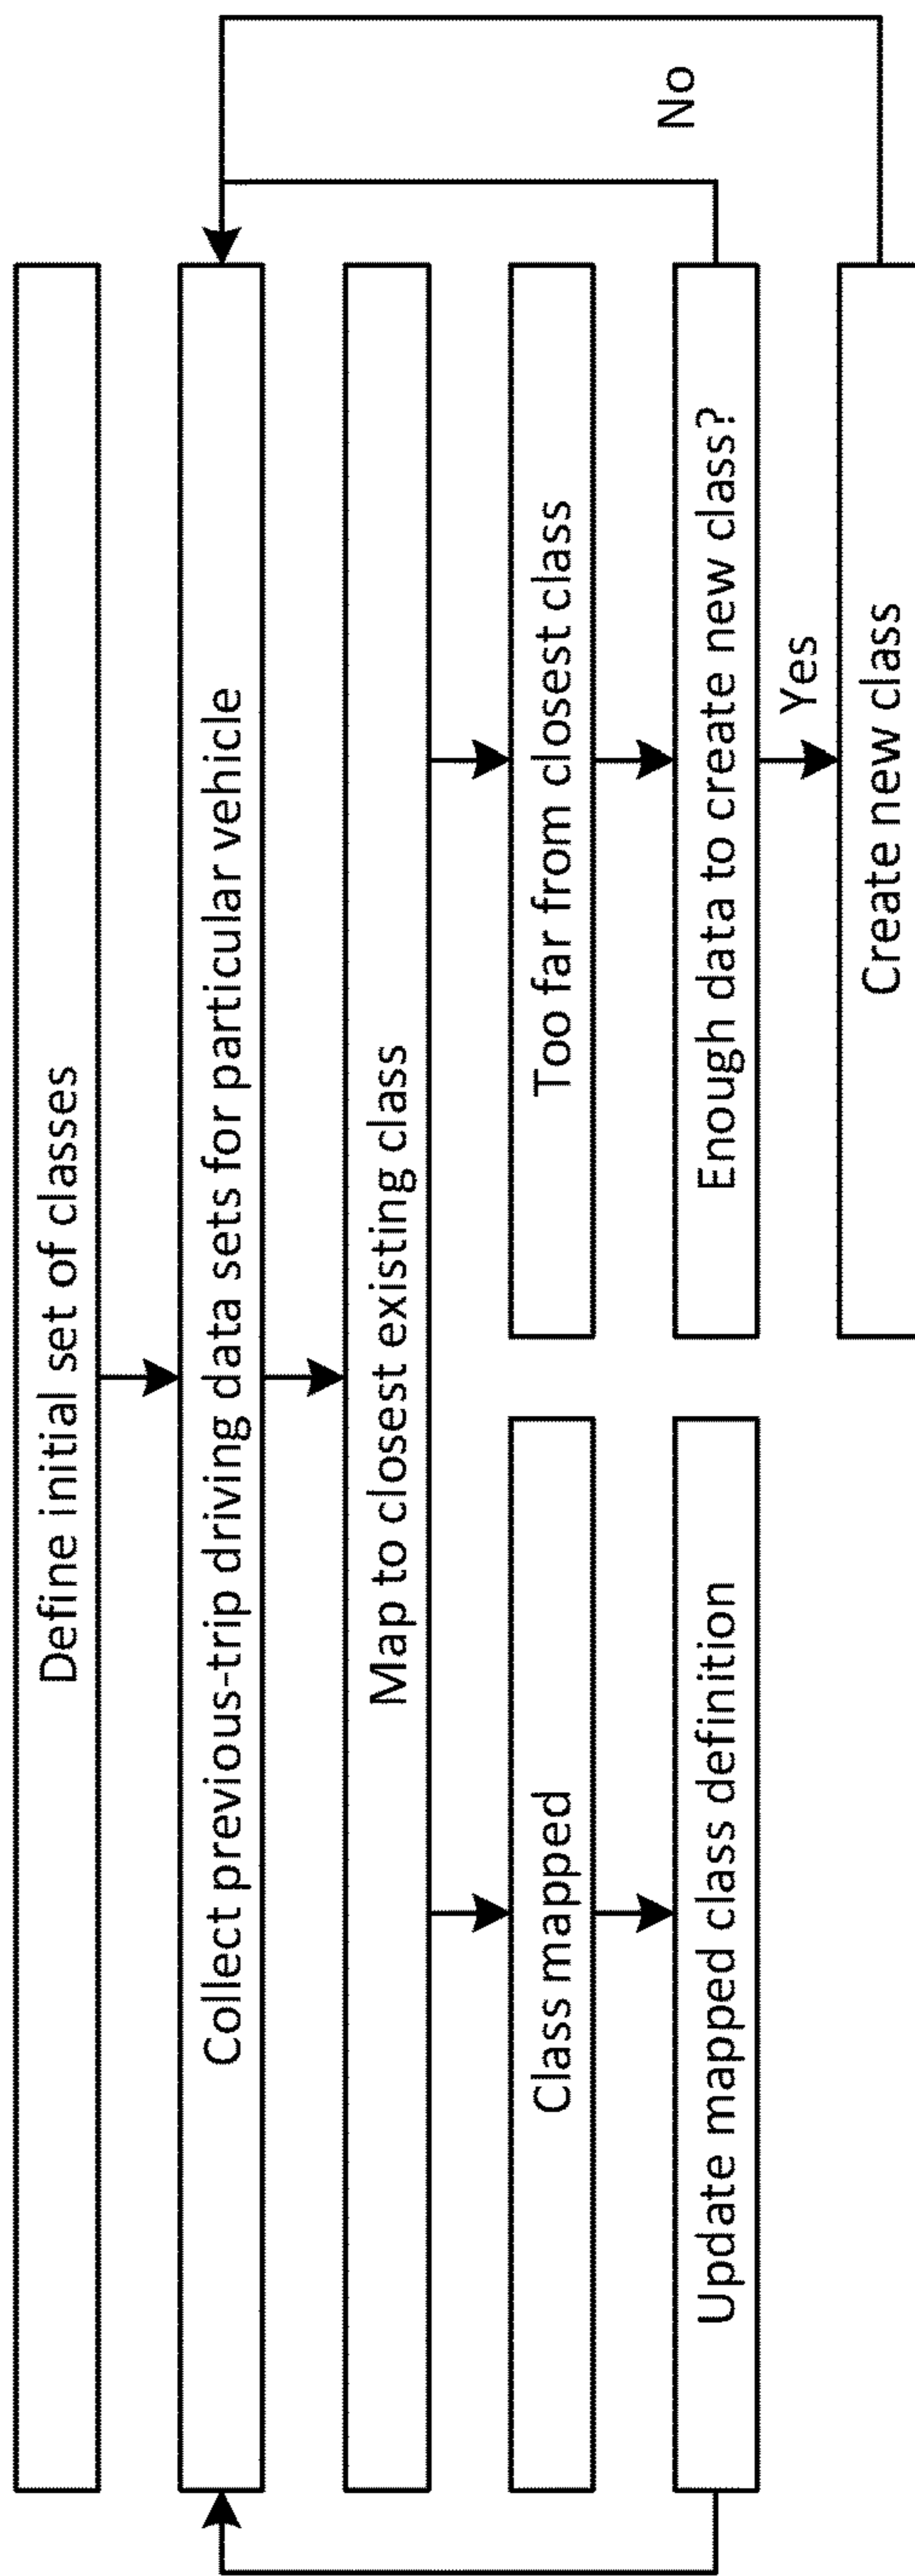 Define initial set of classes
Collect previous-trip driving data sets for particular vehicle
Map to closest existing class
Class mapped
Too far from closest class
Update mapped class definition
Enough data to create new class?
No
Yes
Create new class